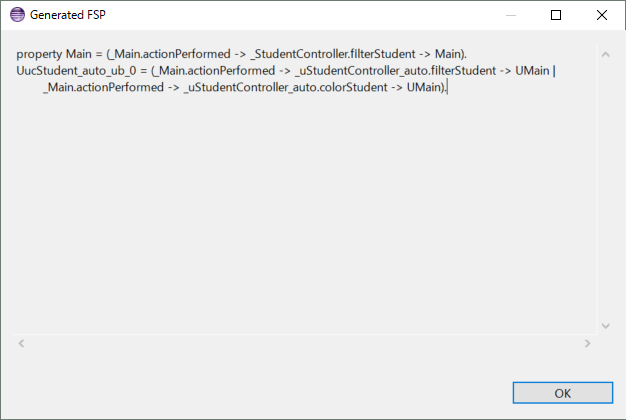 Generated FSP
property Main = (_Main.actionPerformed -> _StudentController.filterStudent -> Main).
UucStudent_auto_ub_0 = (_Main.actionPerformed -> _uStudentController_auto.filterStudent -> UMain |
_Main.actionPerformed -> _uStudentController_auto.colorStudent -> UMain).
OK